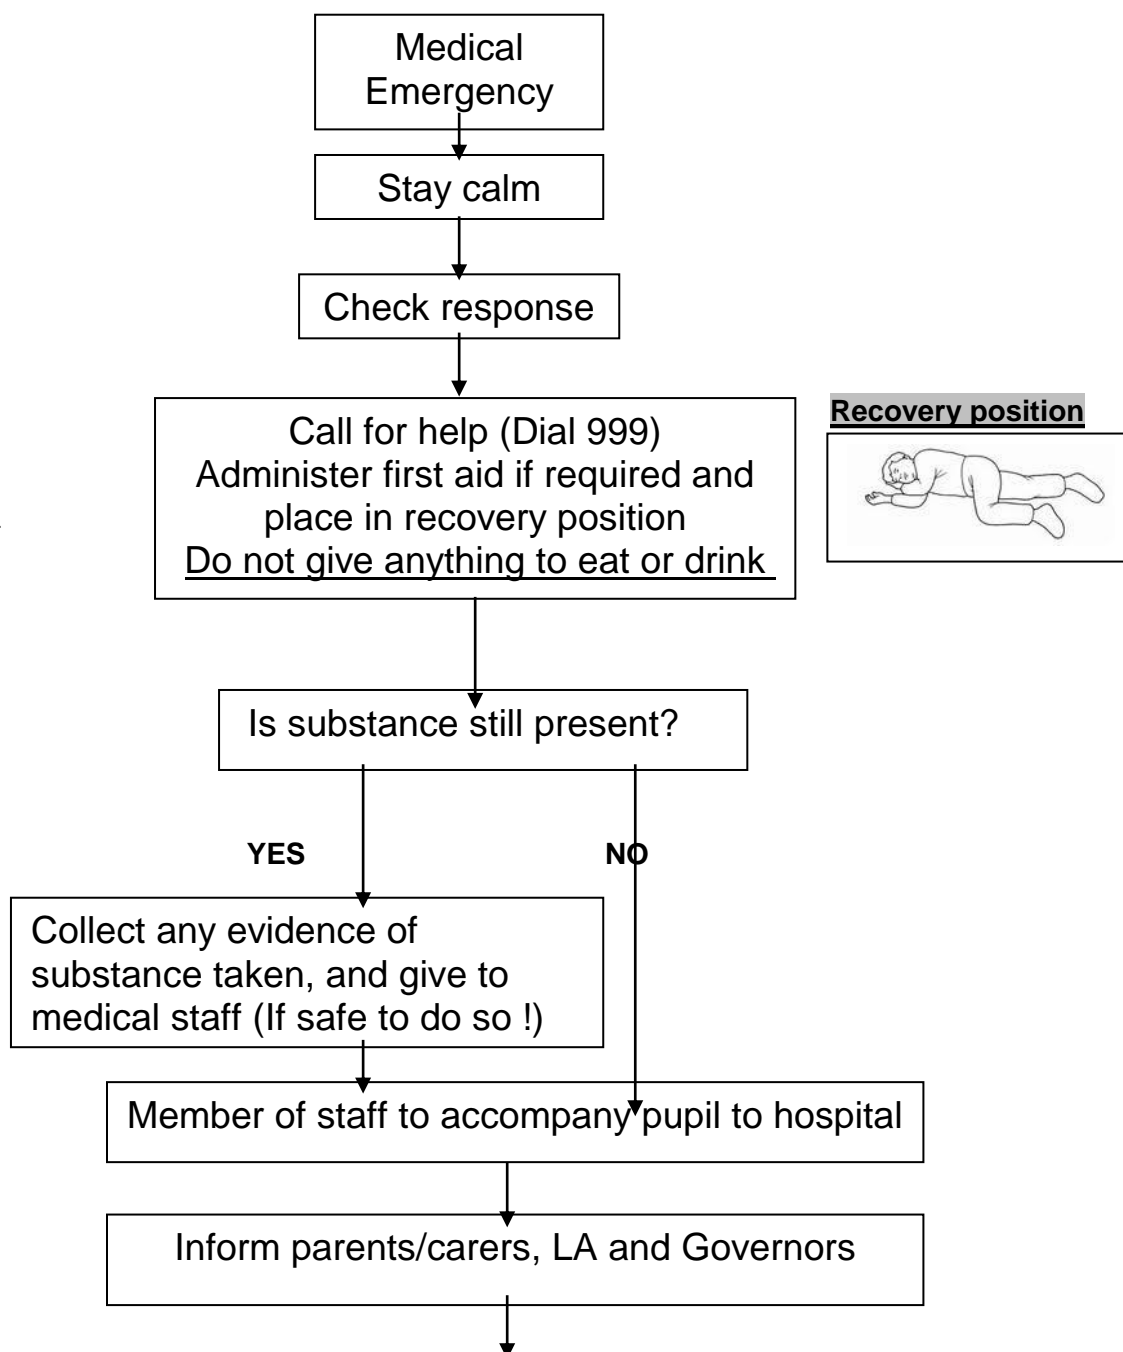 Medical
Emergency
Stay calm
Check response
Call for help (Dial 999)
Administer first aid if required and
place in recovery position
Do not give anything to eat or drink
Recovery position
Is substance still present?
YES
NO
Collect any evidence of
substance taken, and give to
medical staff (If safe to do so !)
Member of staff to accompany pupil to hospital
Inform parents/carers, LA and Governors